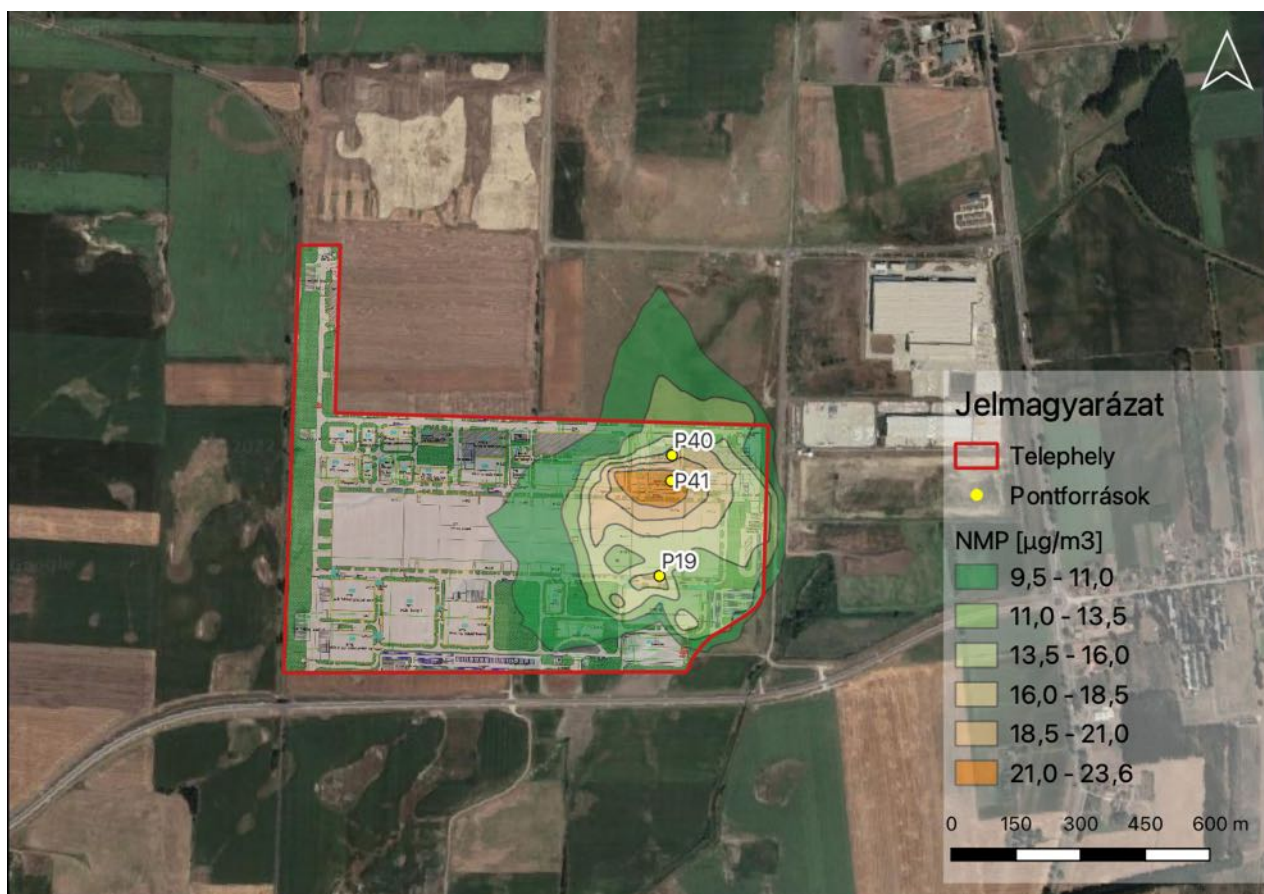 P40
P41
P19
Jelmagyarázat
Telephely
Pontforrások
NMP [µg/m3]
9,5 - 11,0
11,0 - 13,5
13,5 - 16,0
16,0 - 18,5
18,5 - 21,0
21,0 - 23,6
0 150 300 450 600 m